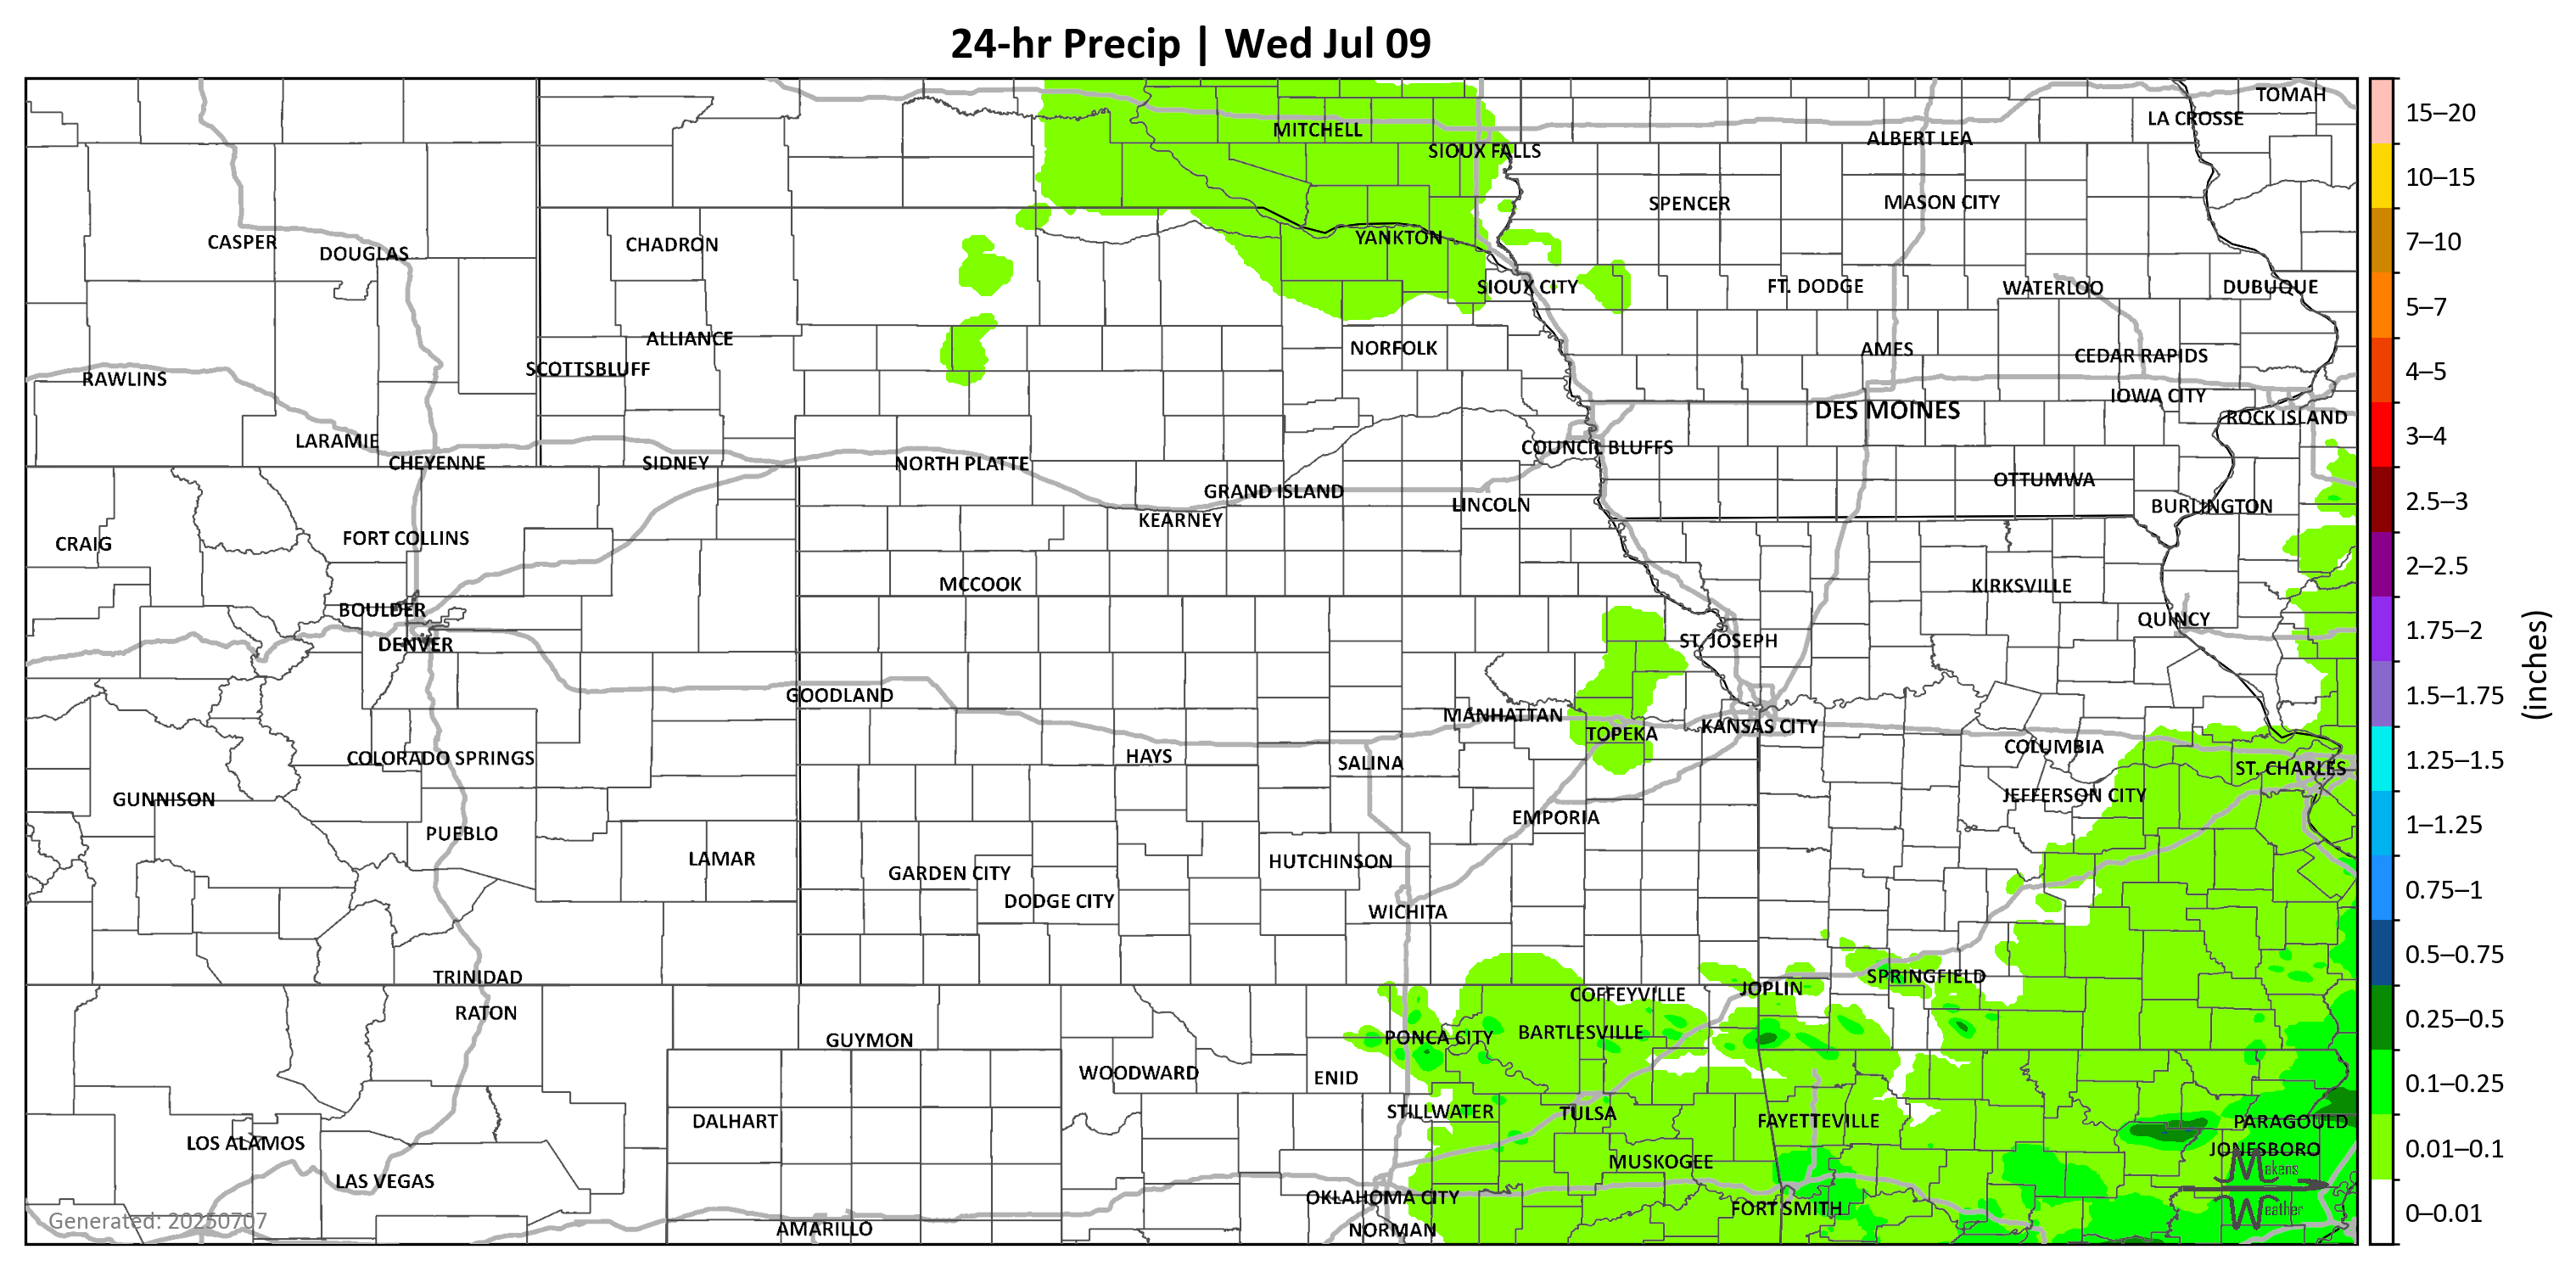 24-hr Precip | Wed Jul 09
TOMAH
LA CROSSE
MITCHELL
ALBERT LEA
SIOUX FALLS
SPENCER
MASON CITY
CASPER
DOUGLAS
CHADRON
YANKTON
SIOUX CITY
FT. DODGE
WATERLOO
DUBUQUE
ALLIANCE
NORFOLK
AMES
CEDAR RAPIDS
SCOTTSBLUFF
RAWLINS
IOWA CITY
DES MOINES
ROCK ISLAND
LARAMIE
COUNCIL BLUFFS
CHEYENNE
SIDNEY
NORTH PLATTE
OTTUMWA
GRAND ISLAND
LINCOLN
BURLINGTON
KEARNEY
FORT COLLINS
CRAIG
MCCOOK
KIRKSVILLE
BOULDER
QUINCY
DENVER
ST. JOSEPH
GOODLAND
MANHATTAN
TOPEKA
KANSAS CITY
COLUMBIA
COLORADO SPRINGS
HAYS
SALINA
ST. CHARLES
GUNNISON
JEFFERSON CITY
EMPORIA
PUEBLO
LAMAR
HUTCHINSON
GARDEN CITY
DODGE CITY
WICHITA
TRINIDAD
SPRINGFIELD
JOPLIN
COFFEYVILLE
RATON
GUYMON
PONCA CITY
BARTLESVILLE
WOODWARD
ENID
STILLWATER
TULSA
DALHART
FAYETTEVILLE
PARAGOULD
LOS ALAMOS
JONESBORO
MUSKOGEE
LAS VEGAS
OKLAHOMA CITY
FORT SMITH
AMARILLO
NORMAN
Generated: 20250707
Makens
Weather
15–20
10–15
7–10
5–7
4–5
3–4
2.5–3
2–2.5
1.75–2
1.5–1.75
1.25–1.5
1–1.25
0.75–1
0.5–0.75
0.25–0.5
0.1–0.25
0.01–0.1
0–0.01
(inches)